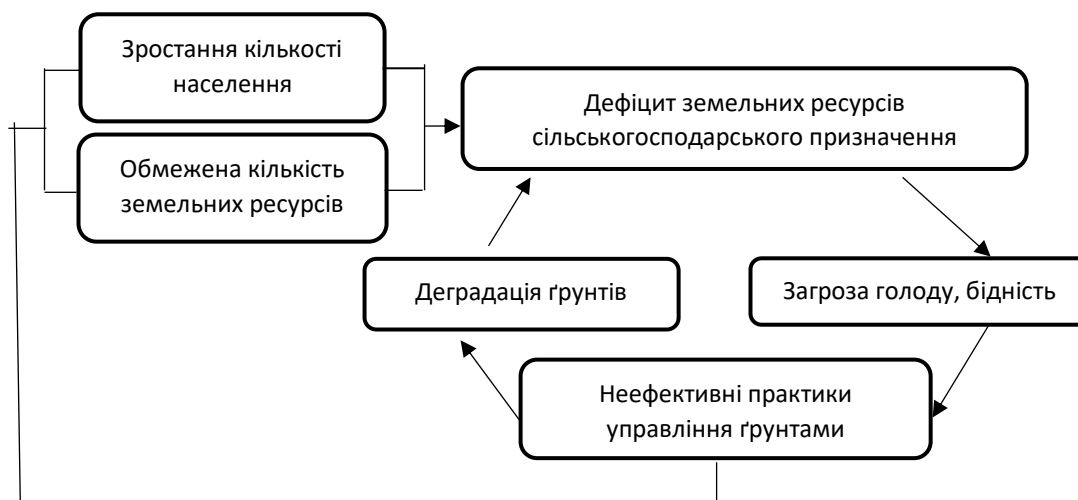 Зростання кількості
населення
Обмежена кількість
земельних ресурсів
Дефіцит земельних ресурсів
сільськогосподарського призначення
Деградація ґрунтів
Загроза голоду, бідність
Неефективні практики
управління ґрунтами